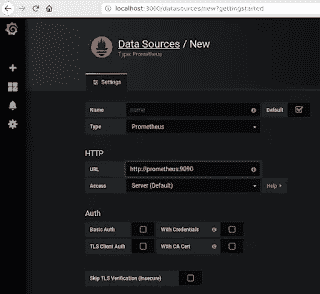 localhost:3000/datasources/new?gettingstarted
Data Sources / New
Type: Prometheus
Settings
Name
name
Default
Type
Prometheus
HTTP
URL
http://prometheus:9090
Access
Server (Default)
Help
Auth
Basic Auth
With Credentials
TLS Client Auth
With CA Cert
Skip TLS Verification (Insecure)